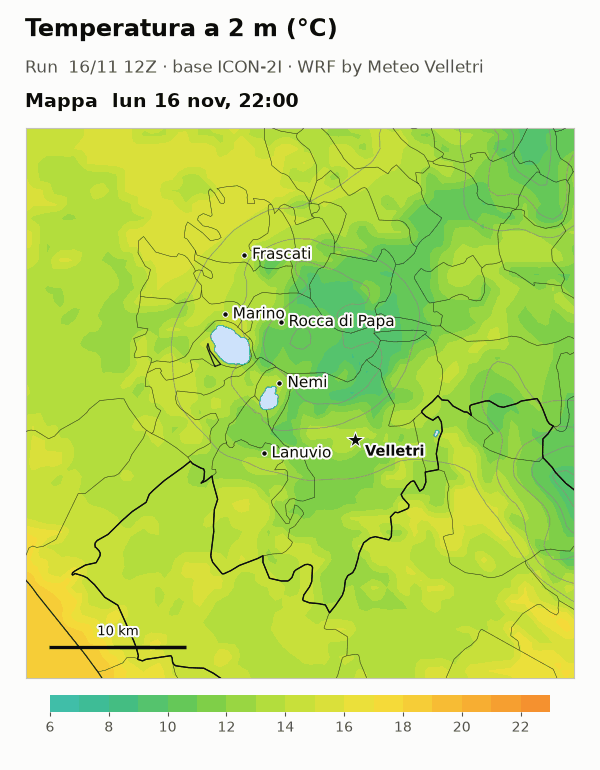 Temperatura a 2 m (°C)
Run  16/11 12Z · base ICON-2I · WRF by Meteo Velletri
Mappa  lun 16 nov, 22:00
Frascati
Marino
Rocca di Papa
Nemi
Velletri
Lanuvio
10 km
6 8 10 12 14 16 18 20 22